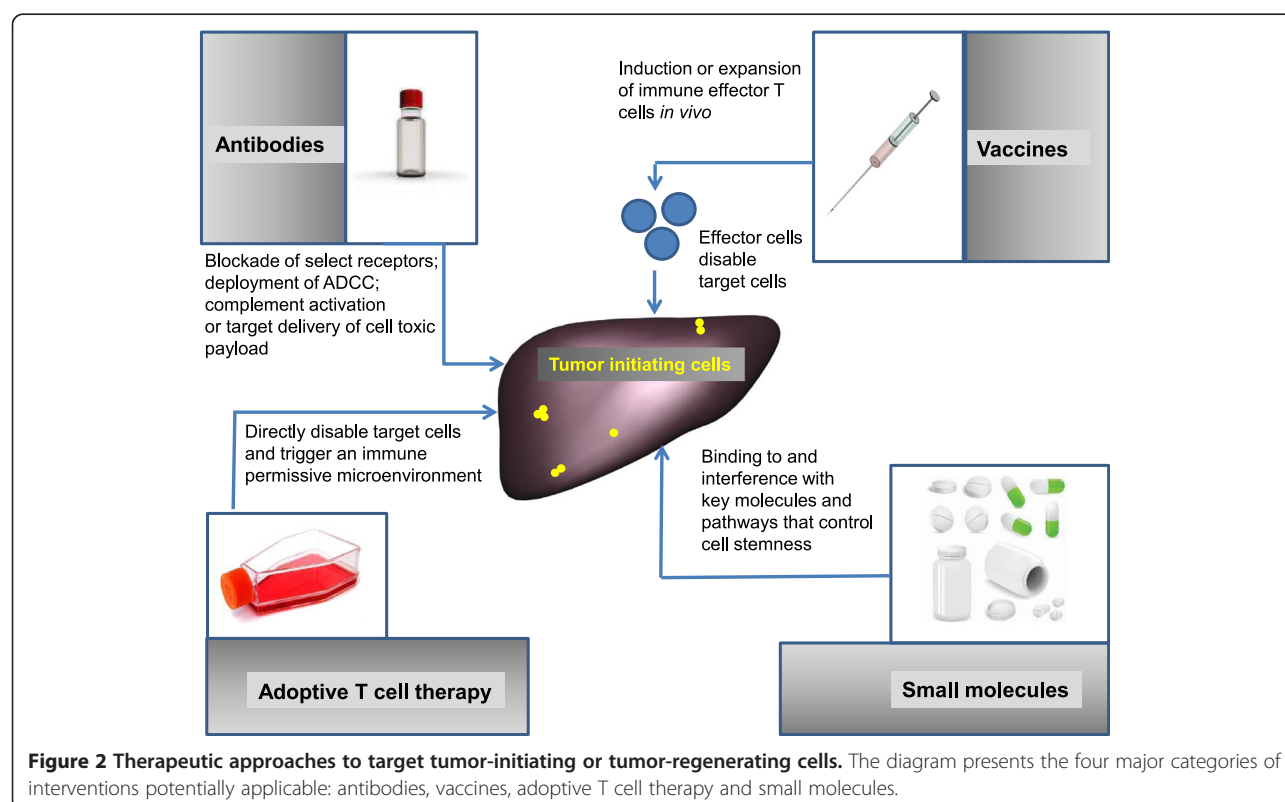 Antibodies
Blockade of select receptors;
deployment of ADCC;
complement activation
or target delivery of cell toxic
payload
Induction or expansion
of immune effector T
cells in vivo
Vaccines
Effector cells
disable
target cells
Tumor initiating cells
Directly disable target cells
and trigger an immune
permissive microenvironment
Adoptive T cell therapy
Binding to and
interference with
key molecules and
pathways that control
cell stemness
Small molecules
Figure 2 Therapeutic approaches to target tumor-initiating or tumor-regenerating cells. The diagram presents the four major categories of
interventions potentially applicable: antibodies, vaccines, adoptive T cell therapy and small molecules.